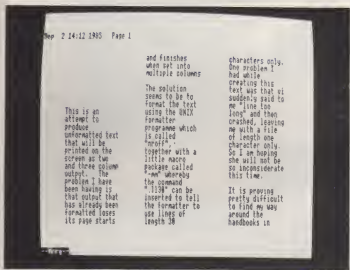 Sep 2 14:12 1985 Page 1
This is an
attempt to
produce
unformatted text
that will be
printed on the
screen as two
and three column
output. The
problem I have
been having is
that output that
has already been
formatted loses
its page starts
and finishes
when set into
multiple columns
The solution
seems to be to
format the text
using the UNIX
formatter
programme which
is called
"nroff",
together with a
little macro
package called
"-mm" whereby
the command
".ll30" can be
inserted to tell
the formatter to
use lines of
length 30
characters only.
One problem I
had while
creating this
text was that vi
suddenly said to
me "line too
long" and then
crashed, leaving
me with a file
of length one
character only.
So I am hoping
she will not be
so inconsiderate
this time.
It is proving
pretty difficult
to find my way
around the
handbooks in